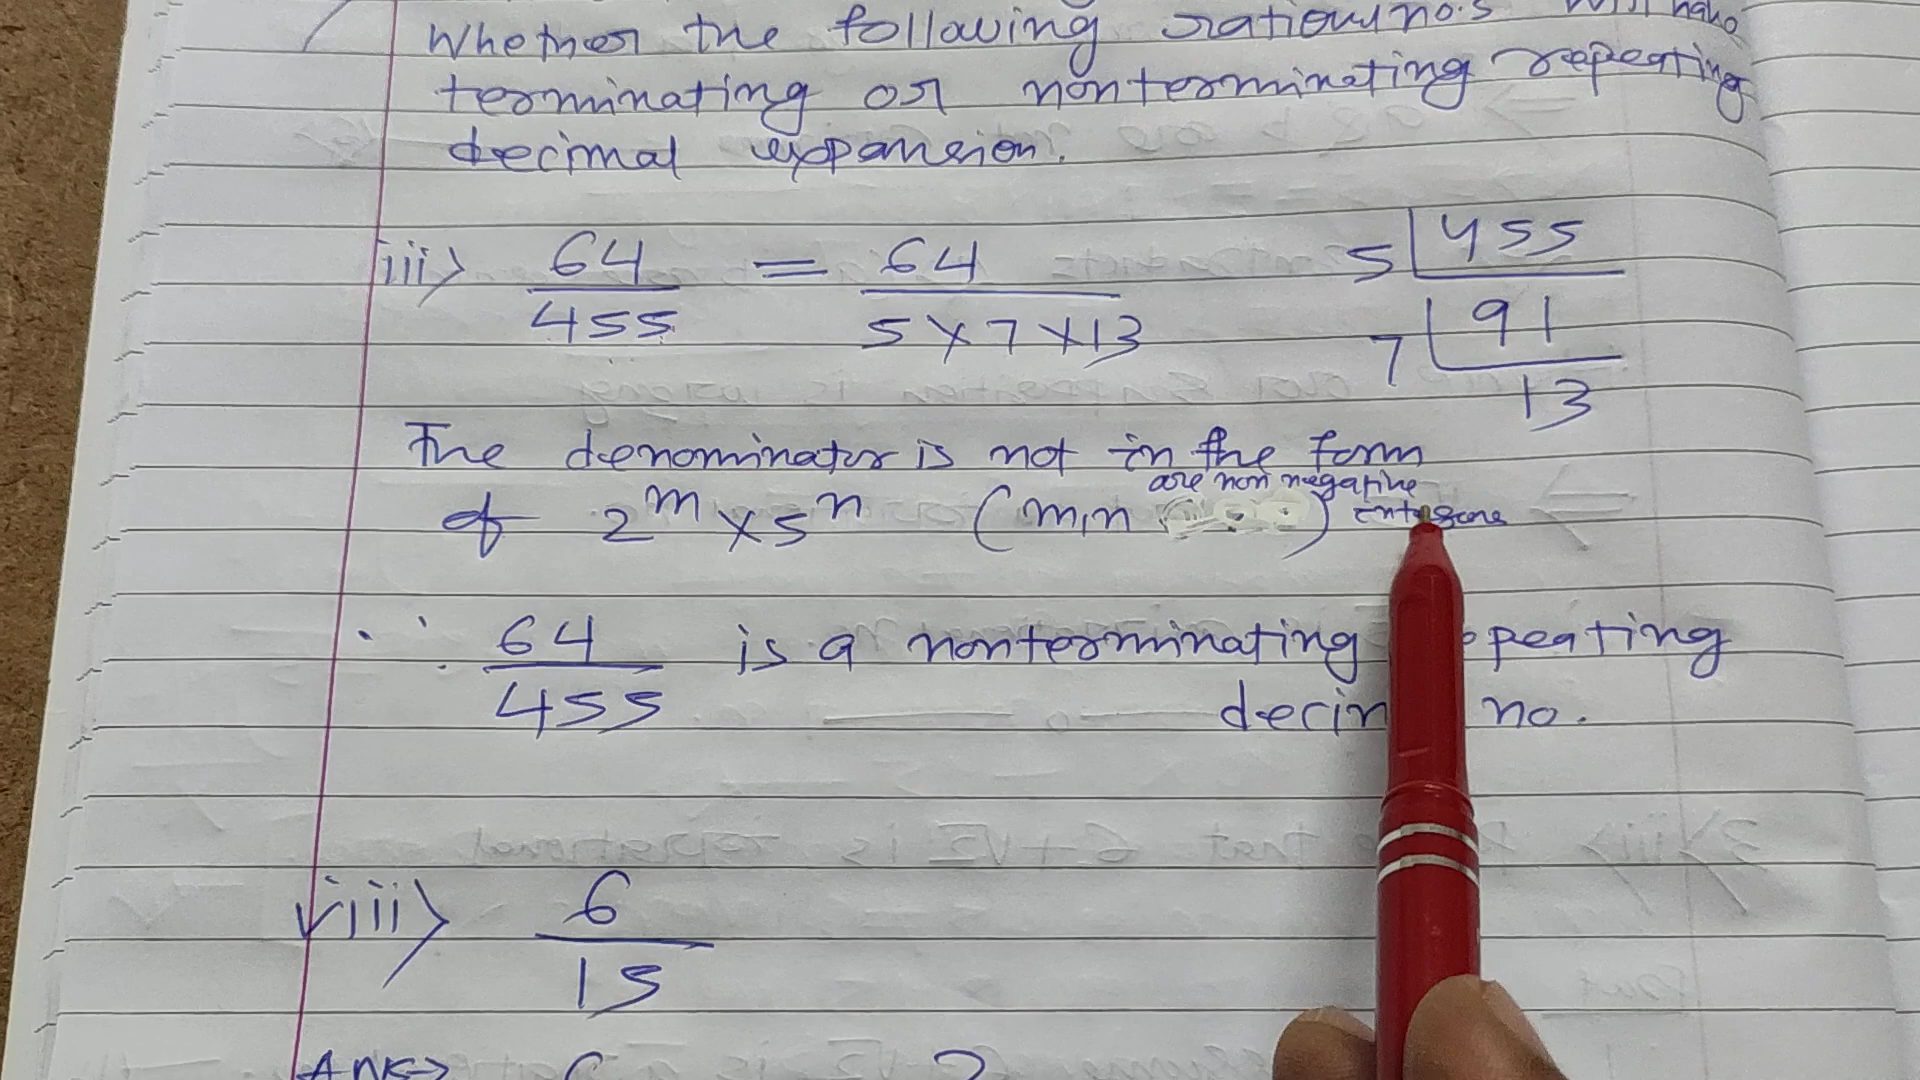 Whether the following rational no.s will have
terminating or nonterminating repeating
decimal expansion.
iii> 64/455 = 64/5×7×13
5 | 455
7 | 91
13
The denominator is not in the form
of 2^m × 5^n (m,n are non negative integers)
∴ 64/455 is a nonterminating repeating
decim no.
viii> 6/15
Ans>